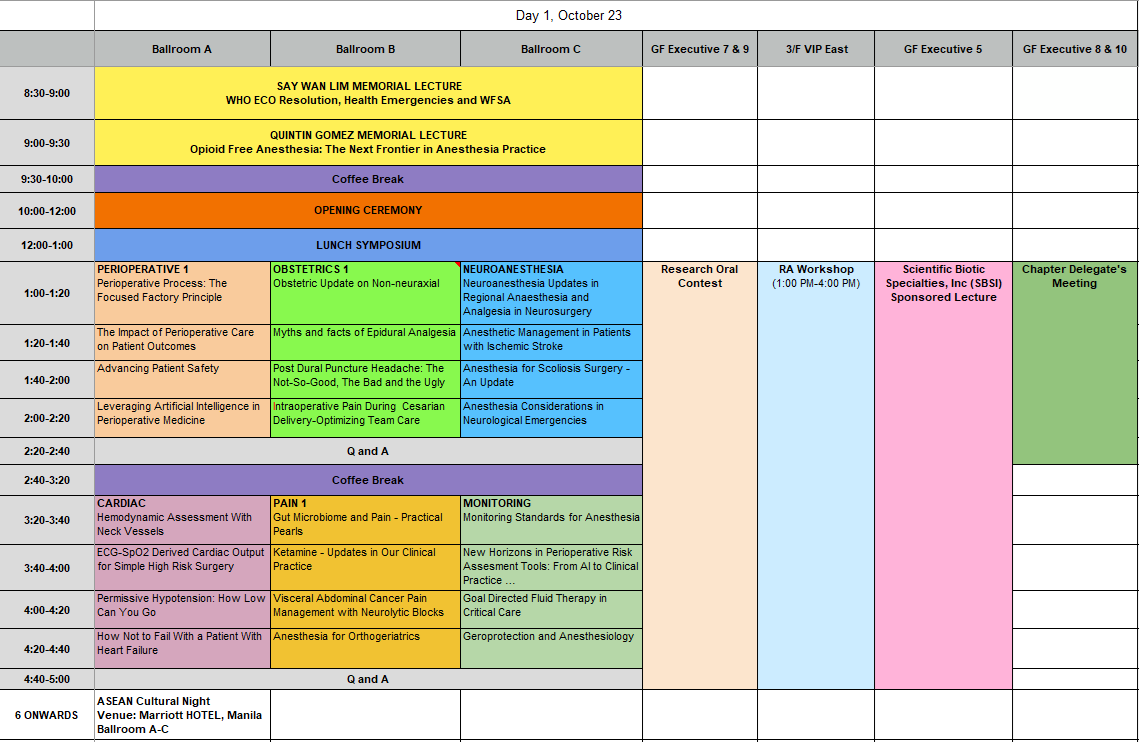 Day 1, October 23
Ballroom A
Ballroom B
Ballroom C
GF Executive 7 & 9
3/F VIP East
GF Executive 5
GF Executive 8 & 10
8:30-9:00
SAY WAN LIM MEMORIAL LECTURE
WHO ECO Resolution, Health Emergencies and WFSA
9:00-9:30
QUINTIN GOMEZ MEMORIAL LECTURE
Opioid Free Anesthesia: The Next Frontier in Anesthesia Practice
9:30-10:00
Coffee Break
10:00-12:00
OPENING CEREMONY
12:00-1:00
LUNCH SYMPOSIUM
1:00-1:20
PERIOPERATIVE 1
Perioperative Process: The
Focused Factory Principle
OBSTETRICS 1
Obstetric Update on Non-neuraxial
NEUROANESTHESIA
Neuroanesthesia Updates in
Regional Anaesthesia and
Analgesia in Neurosurgery
Research Oral
Contest
RA Workshop
(1:00 PM-4:00 PM)
Scientific Biotic
Specialties, Inc (SBSI)
Sponsored Lecture
Chapter Delegate's
Meeting
1:20-1:40
The Impact of Perioperative Care
on Patient Outcomes
Myths and facts of Epidural Analgesia
Anesthetic Management in Patients
with Ischemic Stroke
1:40-2:00
Advancing Patient Safety
Post Dural Puncture Headache: The
Not-So-Good, The Bad and the Ugly
Anesthesia for Scoliosis Surgery -
An Update
2:00-2:20
Leveraging Artificial Intelligence in
Perioperative Medicine
Intraoperative Pain During Cesarian
Delivery-Optimizing Team Care
Anesthesia Considerations in
Neurological Emergencies
2:20-2:40
Q and A
2:40-3:20
Coffee Break
3:20-3:40
CARDIAC
Hemodynamic Assessment With
Neck Vessels
PAIN 1
Gut Microbiome and Pain - Practical
Pearls
MONITORING
Monitoring Standards for Anesthesia
3:40-4:00
ECG-SpO2 Derived Cardiac Output
for Simple High Risk Surgery
Ketamine - Updates in Our Clinical
Practice
New Horizons in Perioperative Risk
Assesment Tools: From AI to Clinical
Practice ...
4:00-4:20
Permissive Hypotension: How Low
Can You Go
Visceral Abdominal Cancer Pain
Management with Neurolytic Blocks
Goal Directed Fluid Therapy in
Critical Care
4:20-4:40
How Not to Fail With a Patient With
Heart Failure
Anesthesia for Orthogeriatrics
Geroprotection and Anesthesiology
4:40-5:00
Q and A
6 ONWARDS
ASEAN Cultural Night
Venue: Marriott HOTEL, Manila
Ballroom A-C